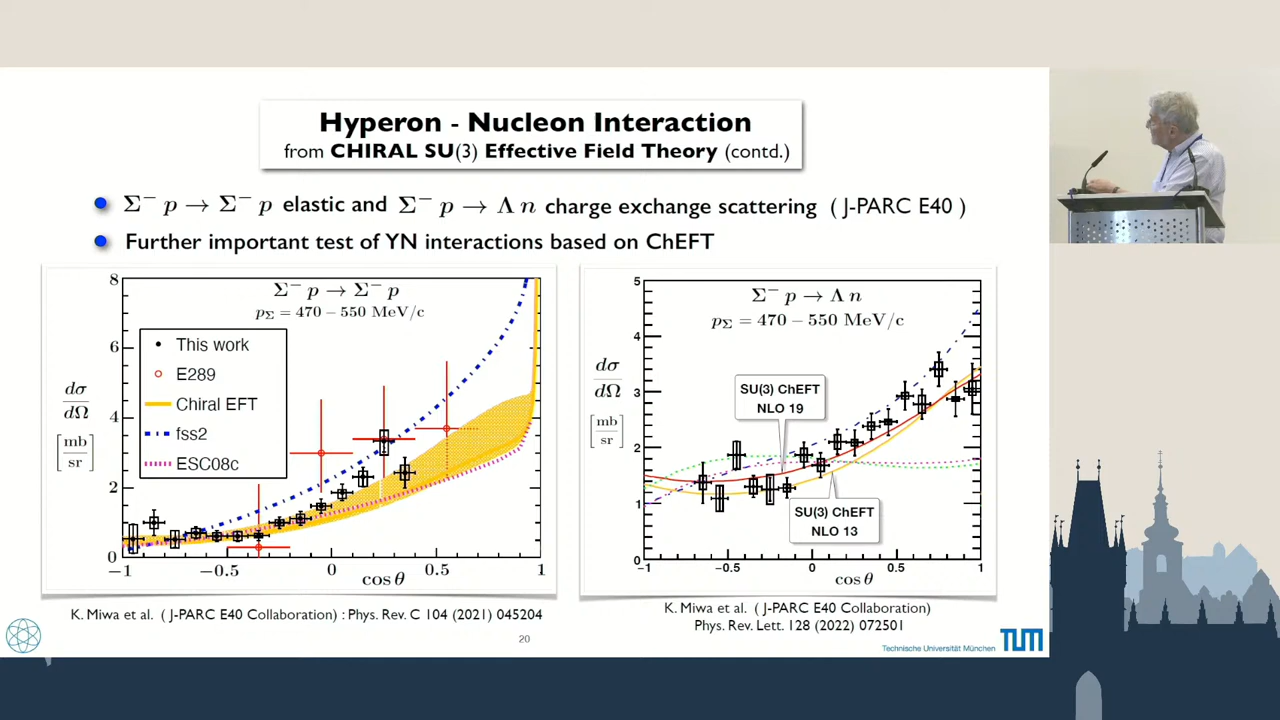 Hyperon - Nucleon Interaction
from CHIRAL SU(3) Effective Field Theory (contd.)
Σ⁻ p → Σ⁻ p elastic and Σ⁻ p → Λ n charge exchange scattering ( J-PARC E40 )
Further important test of YN interactions based on ChEFT
8
6
4
2
0
dσ
dΩ
[mb
sr]
Σ⁻ p → Σ⁻ p
p_Σ = 470 – 550 MeV/c
This work
E289
Chiral EFT
fss2
ESC08c
−1 −0.5 0 0.5 1
cos θ
5
4
3
2
1
0
dσ
dΩ
[mb
sr]
Σ⁻ p → Λ n
p_Σ = 470 – 550 MeV/c
SU(3) ChEFT
NLO 19
SU(3) ChEFT
NLO 13
−1 −0.5 0 0.5 1
cos θ
K. Miwa et al. ( J-PARC E40 Collaboration) : Phys. Rev. C 104 (2021) 045204
K. Miwa et al. ( J-PARC E40 Collaboration)
Phys. Rev. Lett. 128 (2022) 072501
20
Technische Universität München
TUM